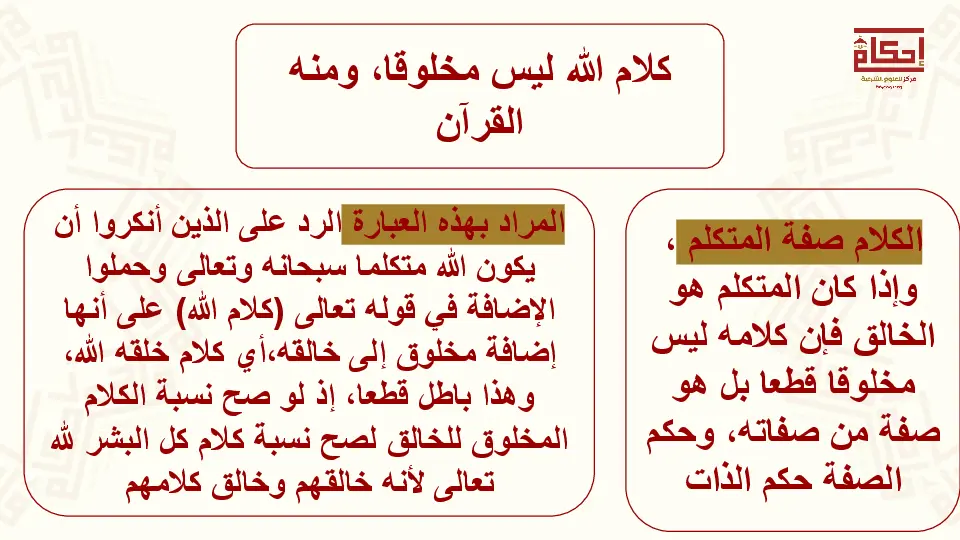 إحكام
مركز للعلوم الشرعية
كلام الله ليس مخلوقا، ومنه
القرآن
الكلام صفة المتكلم ،
وإذا كان المتكلم هو
الخالق فإن كلامه ليس
مخلوقا قطعا بل هو
صفة من صفاته، وحكم
الصفة حكم الذات
المراد بهذه العبارة الرد على الذين أنكروا أن
يكون الله متكلما سبحانه وتعالى وحملوا
الإضافة في قوله تعالى (كلام الله) على أنها
إضافة مخلوق إلى خالقه،أي كلام خلقه الله،
وهذا باطل قطعا، إذ لو صح نسبة الكلام
المخلوق للخالق لصح نسبة كلام كل البشر لله
تعالى لأنه خالقهم وخالق كلامهم